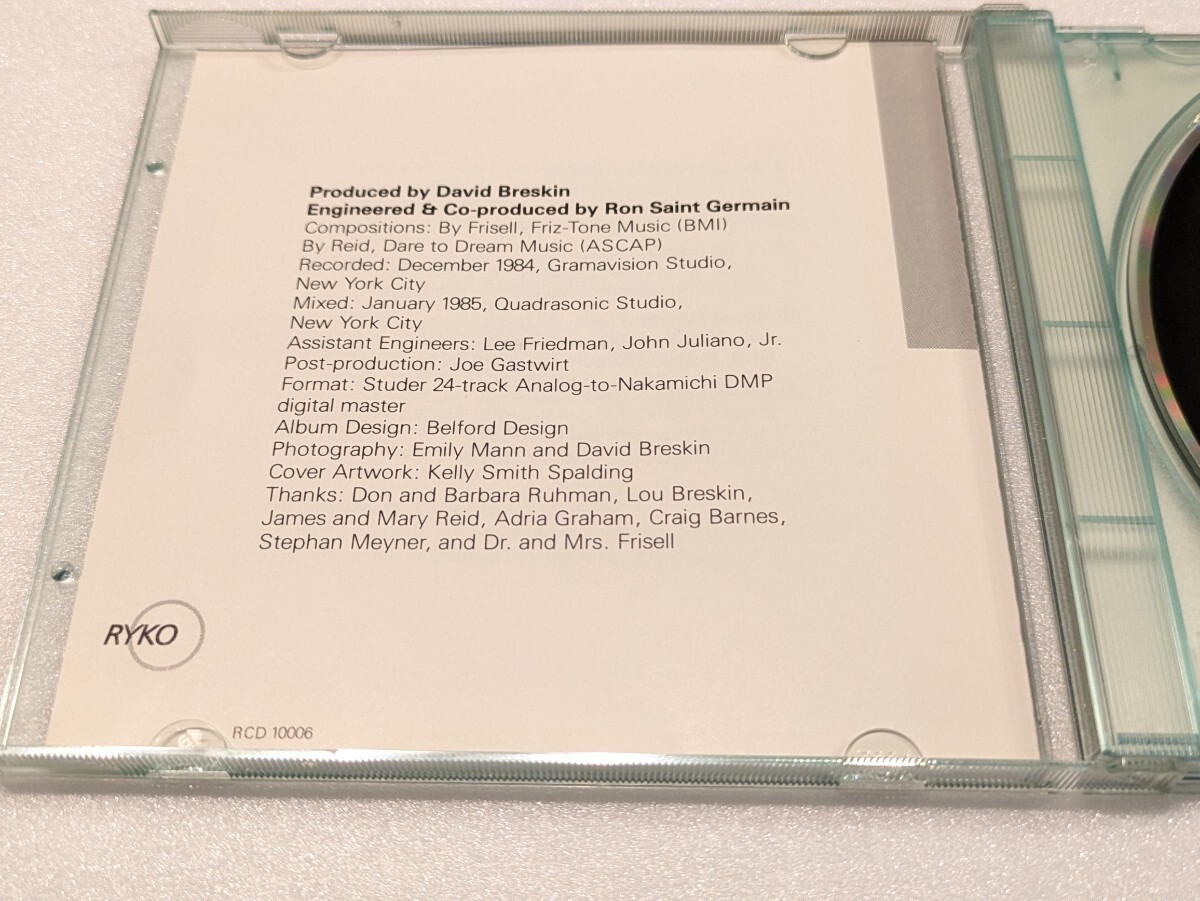 Produced by David Breskin
Engineered & Co-produced by Ron Saint Germain
Compositions: By Frisell, Friz-Tone Music (BMI)
By Reid, Dare to Dream Music (ASCAP)
Recorded: December 1984, Gramavision Studio,
New York City
Mixed: January 1985, Quadrasonic Studio,
New York City
Assistant Engineers: Lee Friedman, John Juliano, Jr.
Post-production: Joe Gastwirt
Format: Studer 24-track Analog-to-Nakamichi DMP
digital master
Album Design: Belford Design
Photography: Emily Mann and David Breskin
Cover Artwork: Kelly Smith Spalding
Thanks: Don and Barbara Ruhman, Lou Breskin,
James and Mary Reid, Adria Graham, Craig Barnes,
Stephan Meyner, and Dr. and Mrs. Frisell
RYKO
RCD 10006